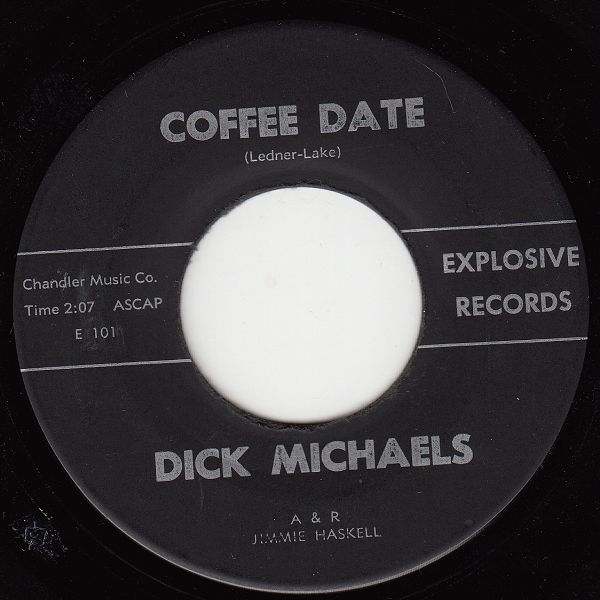 COFFEE DATE
(Ledner-Lake)
Chandler Music Co.
Time 2:07 ASCAP
E 101
EXPLOSIVE
RECORDS
DICK MICHAELS
A & R
JIMMIE HASKELL